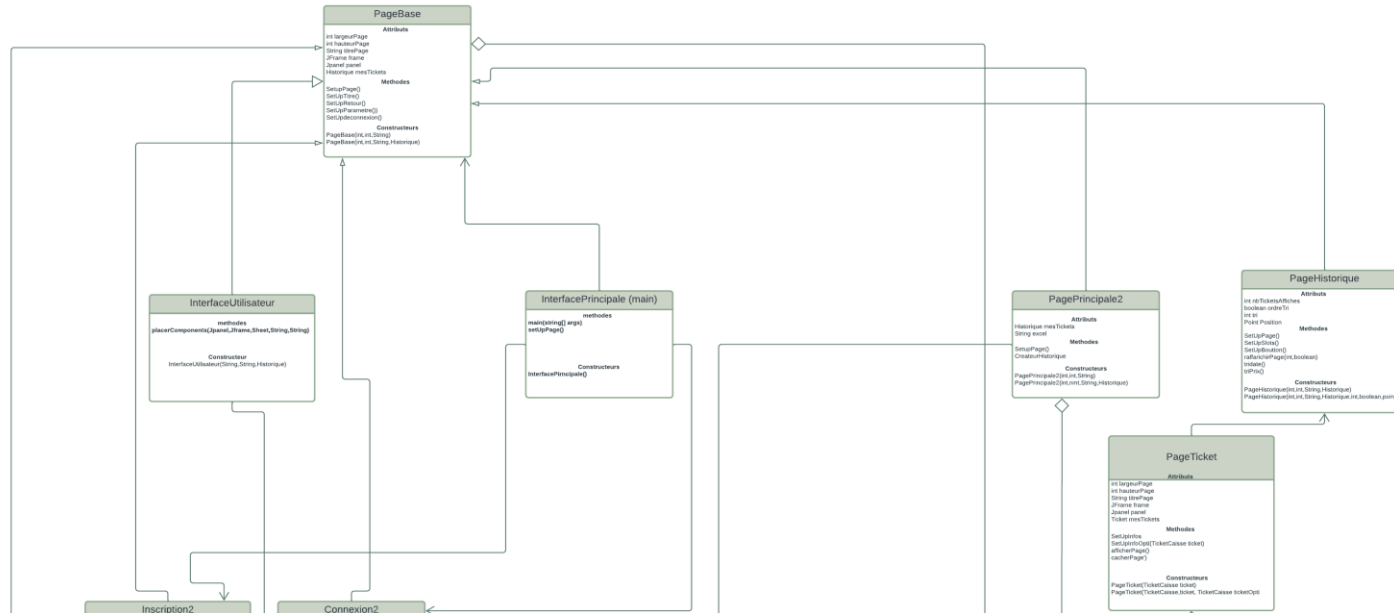 PageBase
Attributs
int largeurPage
int hauteurPage
String titrePage
JFrame frame
Jpanel panel
Historique mesTickets
Methodes
SetupPage()
SetUpTitre()
SetUpRetour()
SetUpParametre())
SetUpdeconnexion()
Constructeurs
PageBase(int,int,String)
PageBase(int,int,String,Historique)
InterfaceUtilisateur
methodes
placerComponents(Jpanel,Jframe,Sheet,String,String)
Constructeur
InterfaceUtilisateur(String,String,Historique)
InterfacePrincipale (main)
methodes
main(string[] args)
setUpPage()
Constructeurs
InterfacePrincipale()
PagePrincipale2
Attributs
Historique mesTickets
String excel
Methodes
SetupPage()
CreateurHistorique
Constructeurs
PagePrincipale2(int,int,String)
PagePrincipale2(int,nint,String,Historique)
PageHistorique
Attributs
int nbTicketsAffiches
boolean ordreTri
int tri
Point Position
Methodes
SetUpPage()
SetUpSlots()
SetUpBoution()
raffarichePage(int,boolean)
tridate()
triPrix()
Constructeurs
PageHistorique(int,int,String,Historique)
PageHistorique(int,int,String,Historique,int,boolean,poin
PageTicket
Attributs
int largeurPage
int hauteurPage
String titrePage
JFrame frame
Jpanel panel
Ticket mesTickets
Methodes
SetUpInfos
SetUpInfoOpti(TicketCaisse ticket)
afficherPage()
cacherPage)
Constructeurs
PageTicket(TicketCaisse ticket)
PageTicket(TicketCaisse,ticket, TicketCaisse ticketOpti
Inscription2
Connexion2